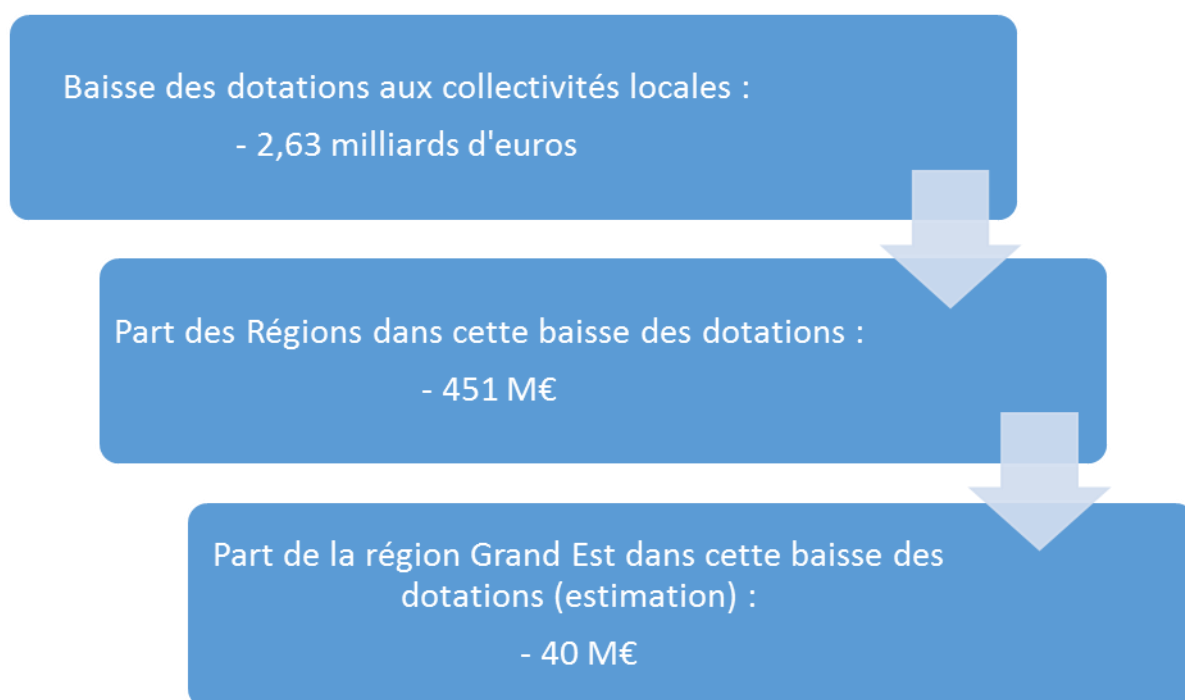 Baisse des dotations aux collectivités locales :
- 2,63 milliards d'euros
Part des Régions dans cette baisse des dotations :
- 451 M€
Part de la région Grand Est dans cette baisse des
dotations (estimation) :
- 40 M€